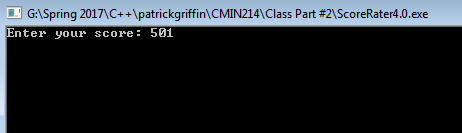 G:\Spring 2017\C++\patrickgriffin\CMIN214\Class Part #2\ScoreRater4.0.exe
Enter your score: 501